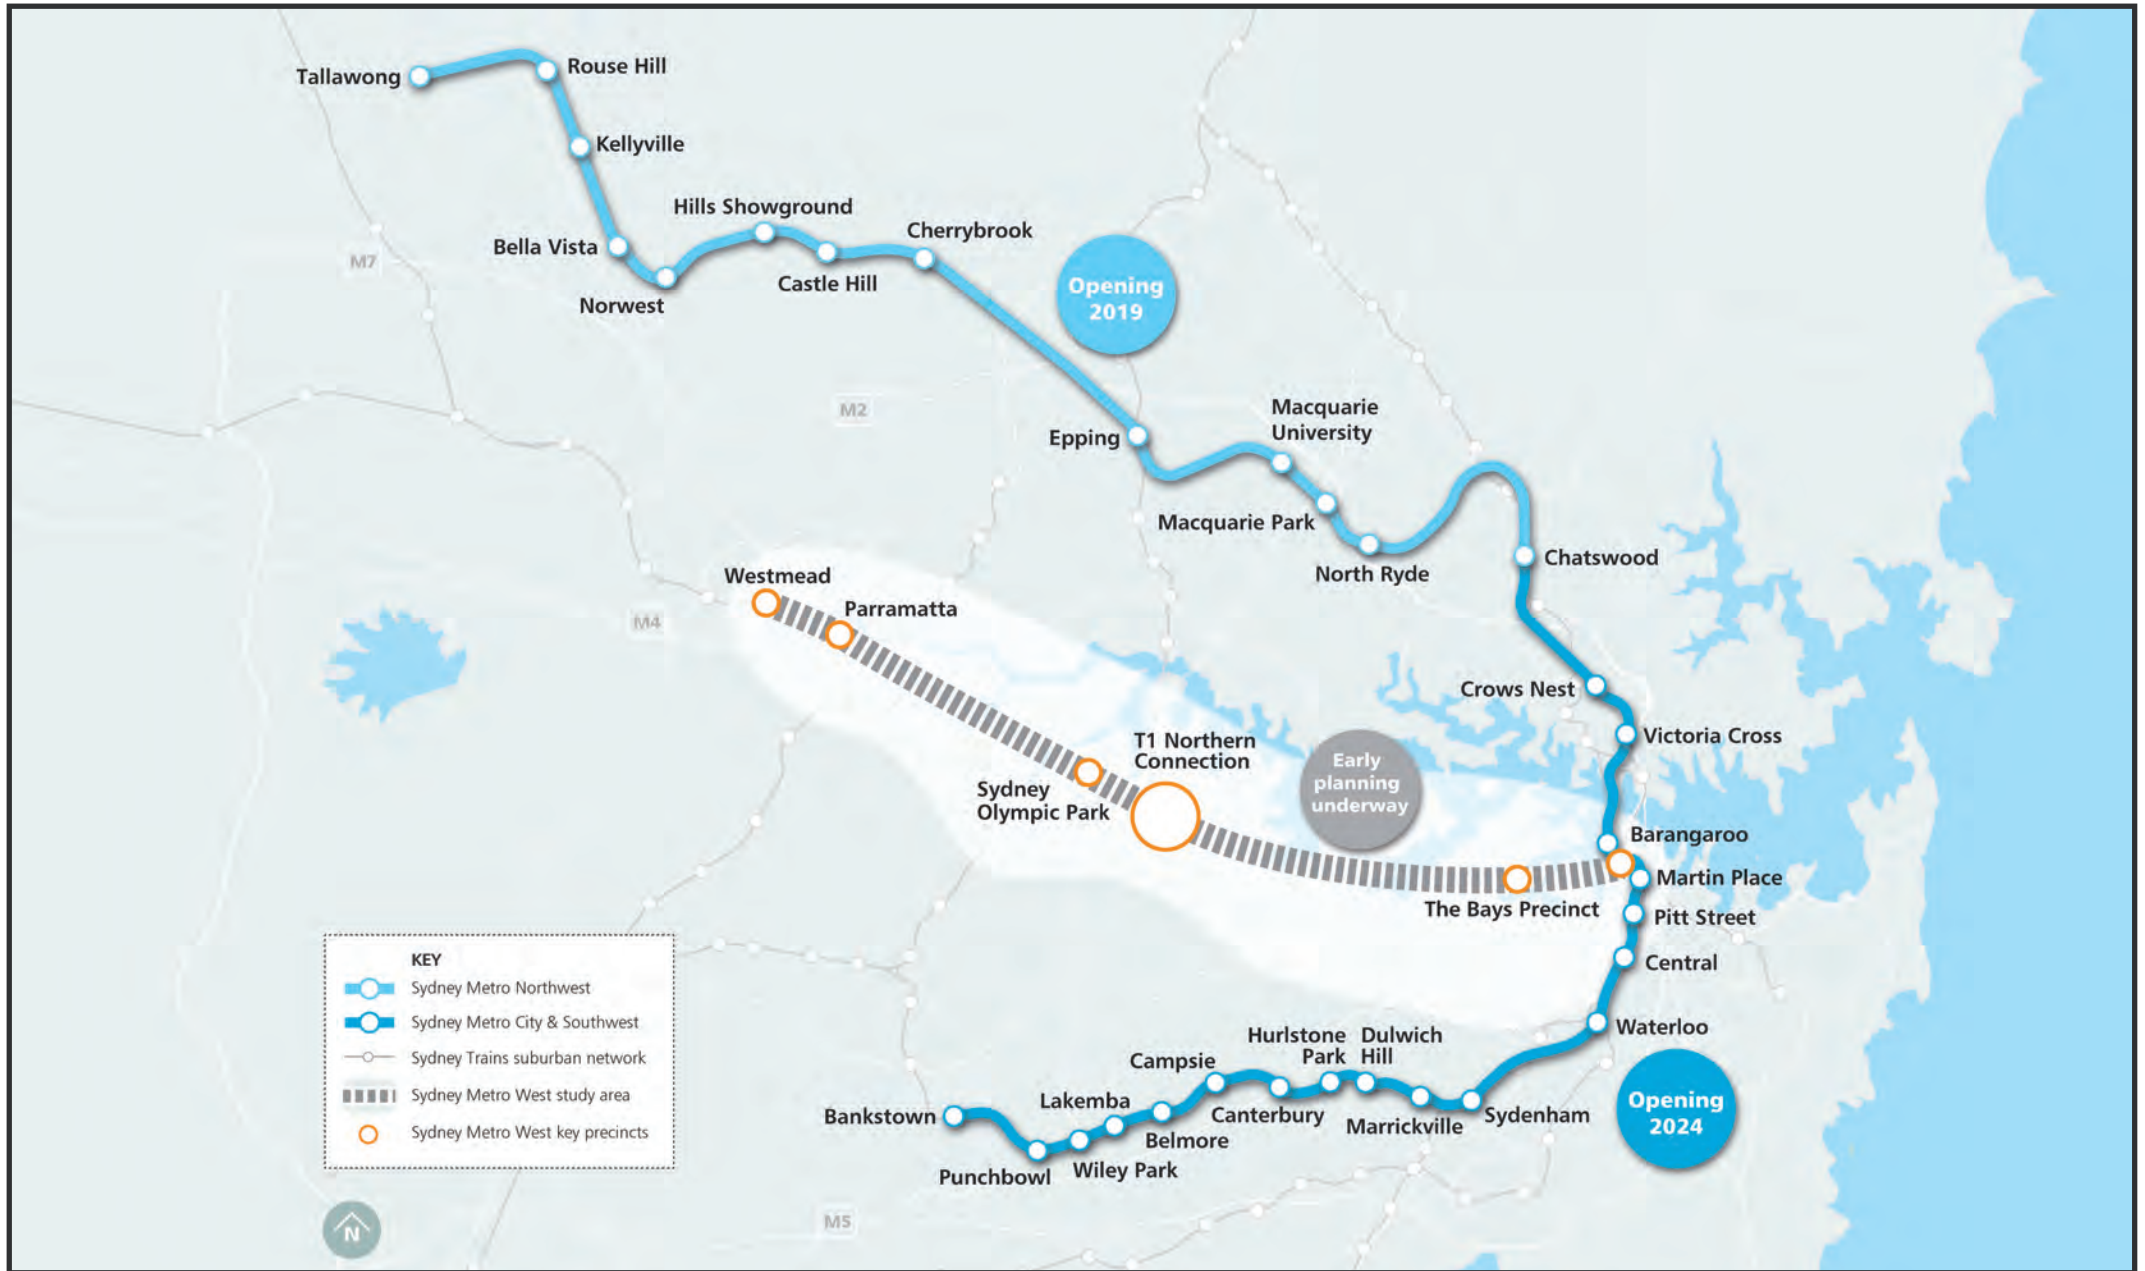 Tallawong
Rouse Hill
Kellyville
Hills Showground
Bella Vista
Cherrybrook
M7
Norwest
Castle Hill
Opening
2019
M2
Epping
Macquarie
University
Macquarie Park
North Ryde
Chatswood
Westmead
Parramatta
M4
Crows Nest
Victoria Cross
T1 Northern
Connection
Early
planning
underway
Sydney
Olympic Park
Barangaroo
Martin Place
The Bays Precinct
Pitt Street
Central
KEY
Sydney Metro Northwest
Sydney Metro City & Southwest
Sydney Trains suburban network
Sydney Metro West study area
Sydney Metro West key precincts
Waterloo
Hurlstone
Park
Dulwich
Hill
Campsie
Lakemba
Bankstown
Canterbury
Marrickville
Sydenham
Belmore
Wiley Park
Punchbowl
Opening
2024
M5
N